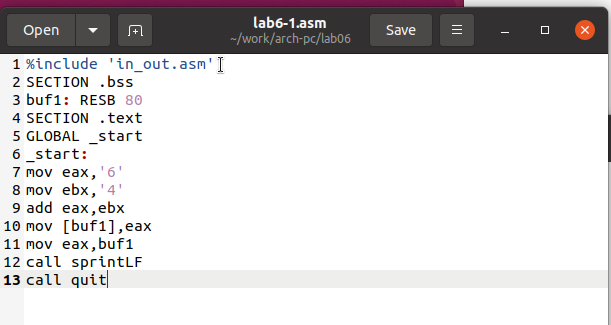 Open
lab6-1.asm
~/work/arch-pc/lab06
Save
1 %include 'in_out.asm'
2 SECTION .bss
3 buf1: RESB 80
4 SECTION .text
5 GLOBAL _start
6 _start:
7 mov eax,'6'
8 mov ebx,'4'
9 add eax,ebx
10 mov [buf1],eax
11 mov eax,buf1
12 call sprintLF
13 call quit